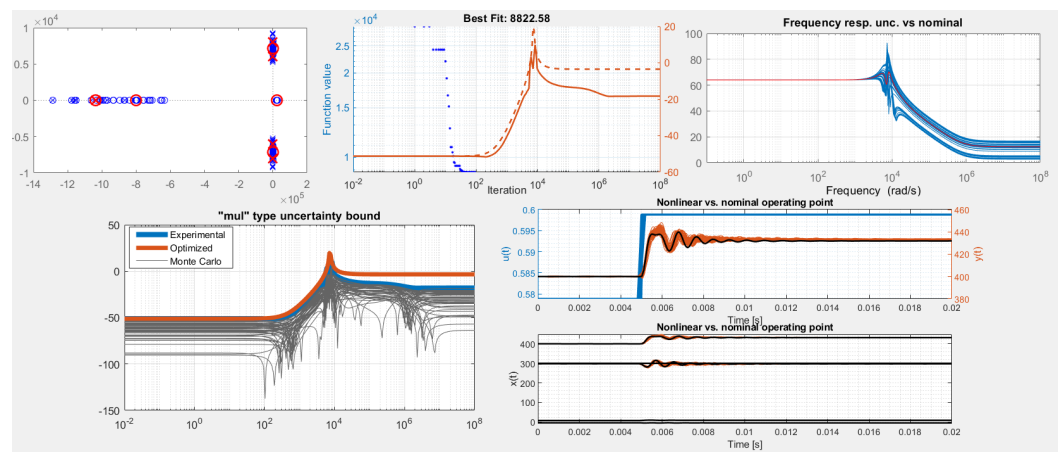 ×10⁴
1
0
-1
-14 -12 -10 -8 -6 -4 -2 0 2
×10⁵
Best Fit: 8822.58
×10⁴
Function value
2.5
2
1.5
1
20
0
-20
-40
-60
10⁻² 10⁰ 10² 10⁴ 10⁶ 10⁸
Iteration
Frequency resp. unc. vs nominal
100
80
60
40
20
0
10⁰ 10² 10⁴ 10⁶ 10⁸
Frequency (rad/s)
"mul" type uncertainty bound
50
0
-50
-100
-150
Experimental
Optimized
Monte Carlo
10⁻² 10⁰ 10² 10⁴ 10⁶ 10⁸
Nonlinear vs. nominal operating point
u(t)
0.6
0.595
0.59
0.585
0.58
460
440
420
400
380
y(t)
0 0.002 0.004 0.006 0.008 0.01 0.012 0.014 0.016 0.018 0.02
Time [s]
Nonlinear vs. nominal operating point
x(t)
400
300
200
100
0
0 0.002 0.004 0.006 0.008 0.01 0.012 0.014 0.016 0.018 0.02
Time [s]